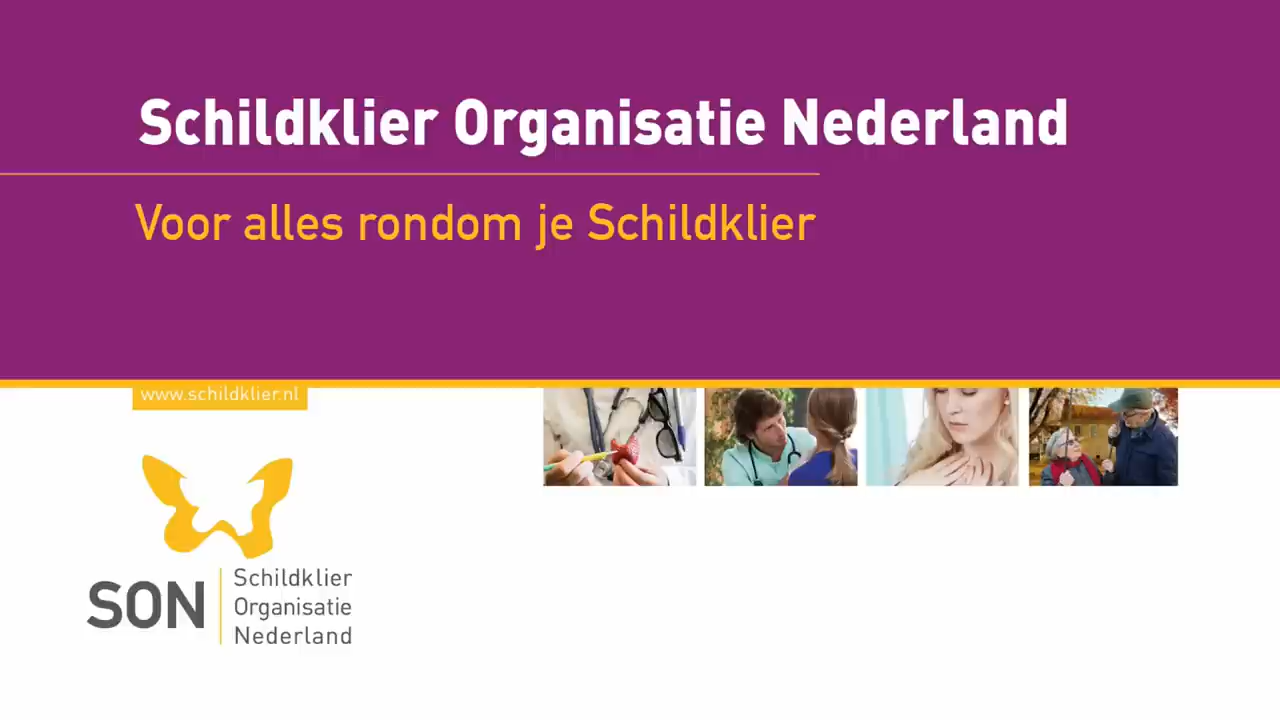 Schildklier Organisatie Nederland
Voor alles rondom je Schildklier
www.schildklier.nl
SON
Schildklier
Organisatie
Nederland